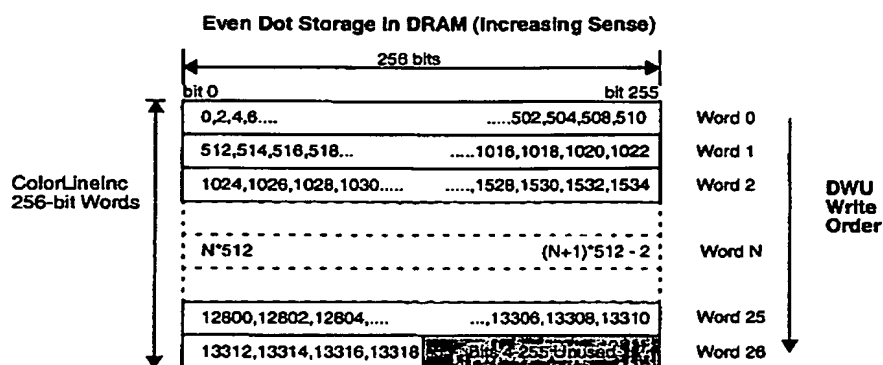 Even Dot Storage in DRAM (Increasing Sense)
256 bits
bit 0 bit 255
0,2,4,6.... .....502,504,508,510 Word 0
512,514,516,518... .....1016,1018,1020,1022 Word 1
1024,1026,1028,1030..... .....,1528,1530,1532,1534 Word 2
ColorLineInc
256-bit Words
DWU
Write
Order
N*512 (N+1)*512 - 2 Word N
12800,12802,12804,.... ...,13306,13308,13310 Word 25
13312,13314,13316,13318 Bits 4-255 Unused Word 26